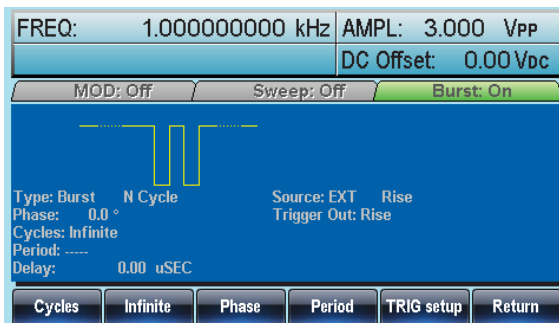 FREQ: 1.000000000 kHz AMPL: 3.000 VPP
DC Offset: 0.00 VDC
MOD: Off Sweep: Off Burst: On
Type: Burst N Cycle Source: EXT Rise
Phase: 0.0 ° Trigger Out: Rise
Cycles: Infinite
Period: -----
Delay: 0.00 uSEC
Cycles Infinite Phase Period TRIG setup Return